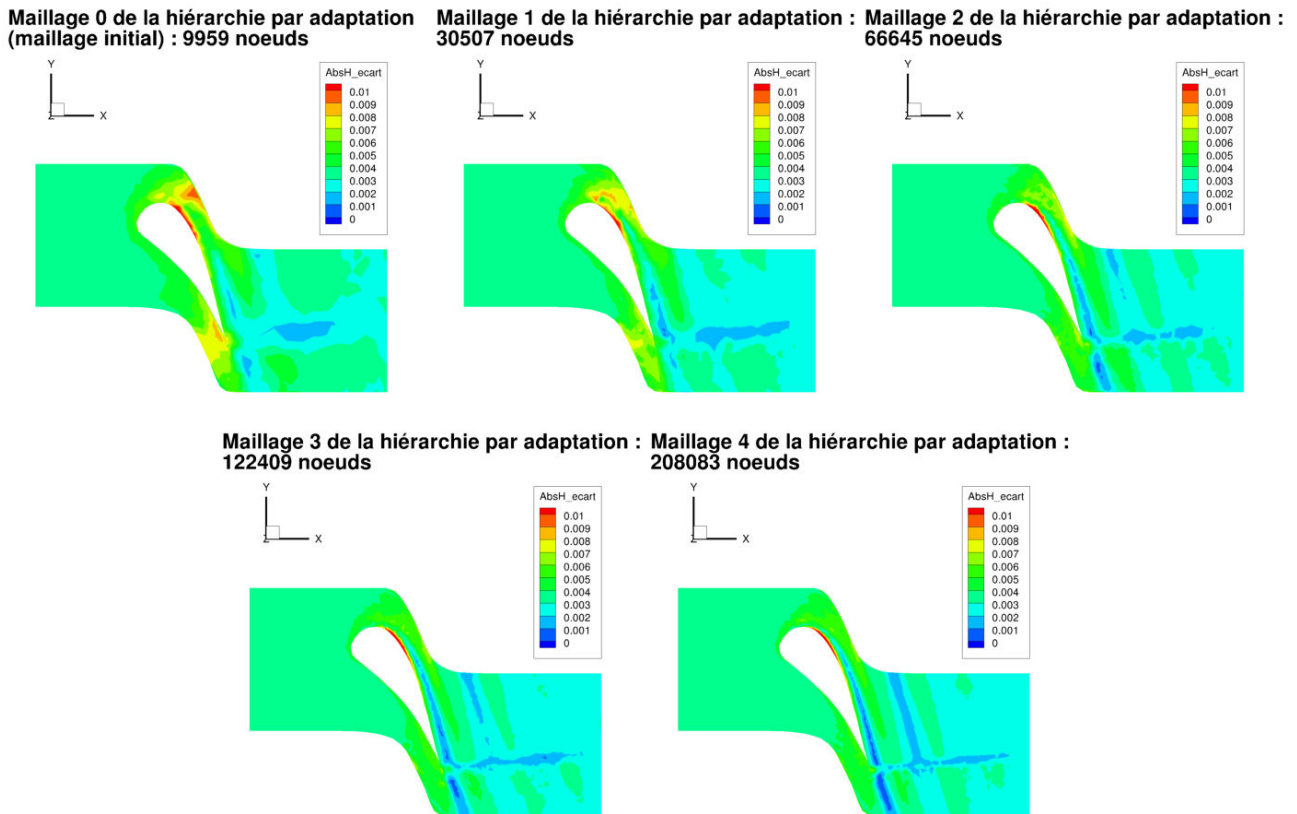 Maillage 0 de la hiérarchie par adaptation
(maillage initial) : 9959 noeuds
Y
Z
X
AbsH_ecart
0.01
0.009
0.008
0.007
0.006
0.005
0.004
0.003
0.002
0.001
0
Maillage 1 de la hiérarchie par adaptation :
30507 noeuds
Y
Z
X
AbsH_ecart
0.01
0.009
0.008
0.007
0.006
0.005
0.004
0.003
0.002
0.001
0
Maillage 2 de la hiérarchie par adaptation :
66645 noeuds
Y
Z
X
AbsH_ecart
0.01
0.009
0.008
0.007
0.006
0.005
0.004
0.003
0.002
0.001
0
Maillage 3 de la hiérarchie par adaptation :
122409 noeuds
Y
Z
X
AbsH_ecart
0.01
0.009
0.008
0.007
0.006
0.005
0.004
0.003
0.002
0.001
0
Maillage 4 de la hiérarchie par adaptation :
208083 noeuds
Y
Z
X
AbsH_ecart
0.01
0.009
0.008
0.007
0.006
0.005
0.004
0.003
0.002
0.001
0